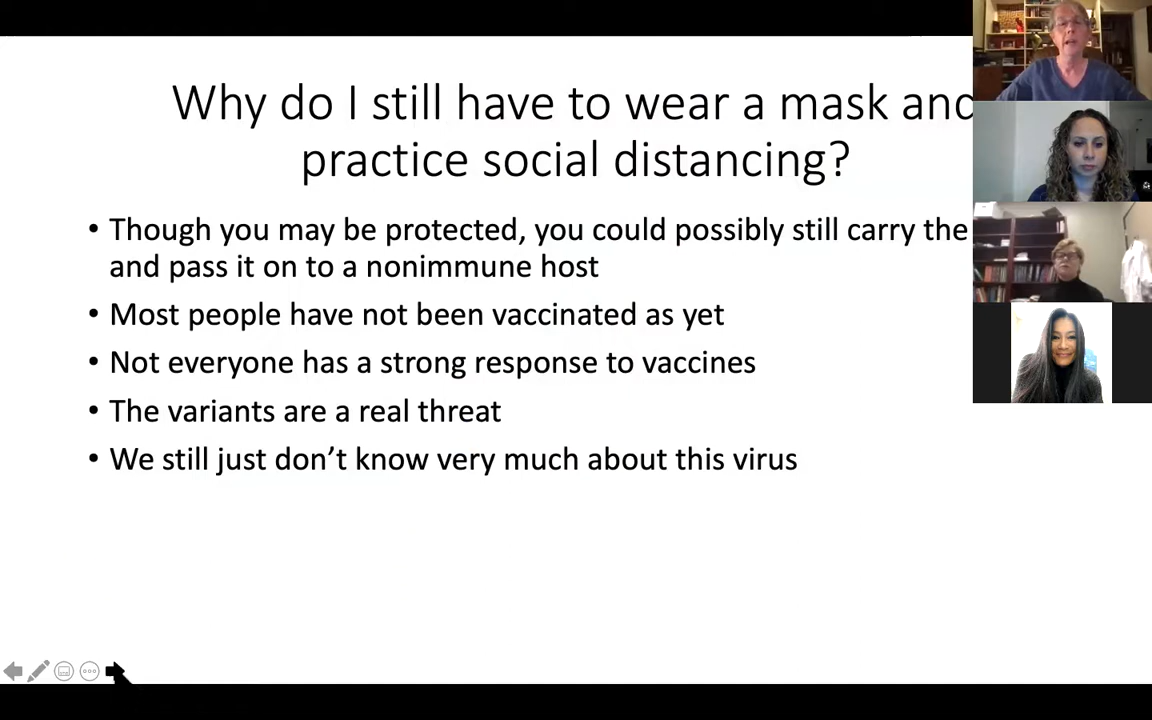 Why do I still have to wear a mask and
practice social distancing?
• Though you may be protected, you could possibly still carry the
and pass it on to a nonimmune host
• Most people have not been vaccinated as yet
• Not everyone has a strong response to vaccines
• The variants are a real threat
• We still just don’t know very much about this virus